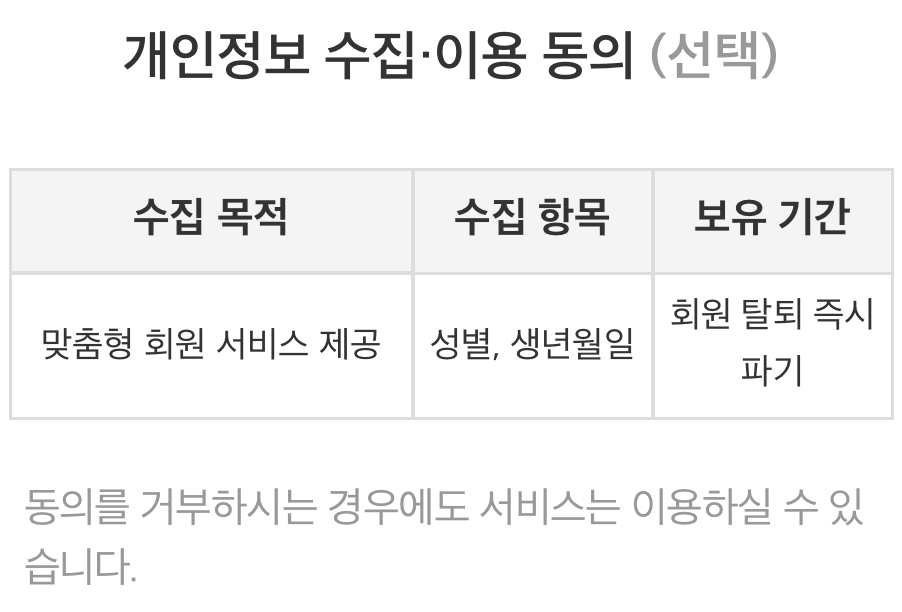 개인정보 수집·이용 동의 (선택)
수집 목적 수집 항목 보유 기간
맞춤형 회원 서비스 제공 성별, 생년월일 회원 탈퇴 즉시
파기
동의를 거부하시는 경우에도 서비스는 이용하실 수 있
습니다.